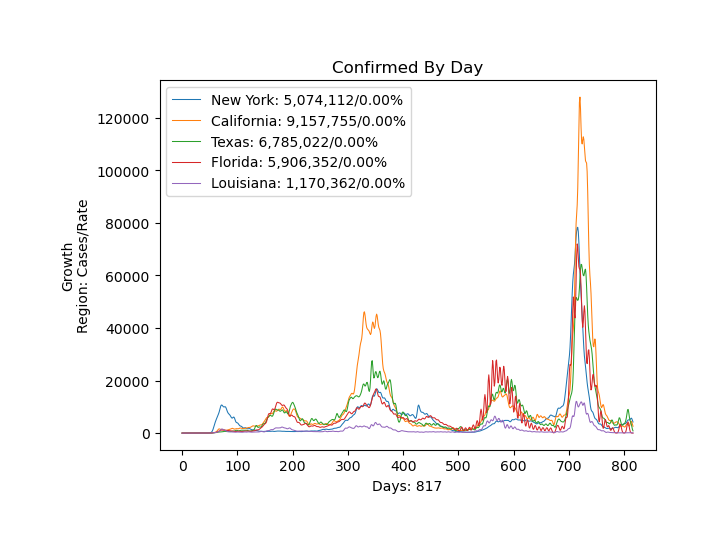 Confirmed By Day
New York: 5,074,112/0.00%
California: 9,157,755/0.00%
Texas: 6,785,022/0.00%
Florida: 5,906,352/0.00%
Louisiana: 1,170,362/0.00%
Growth
Region: Cases/Rate
120000
100000
80000
60000
40000
20000
0
0 100 200 300 400 500 600 700 800
Days: 817